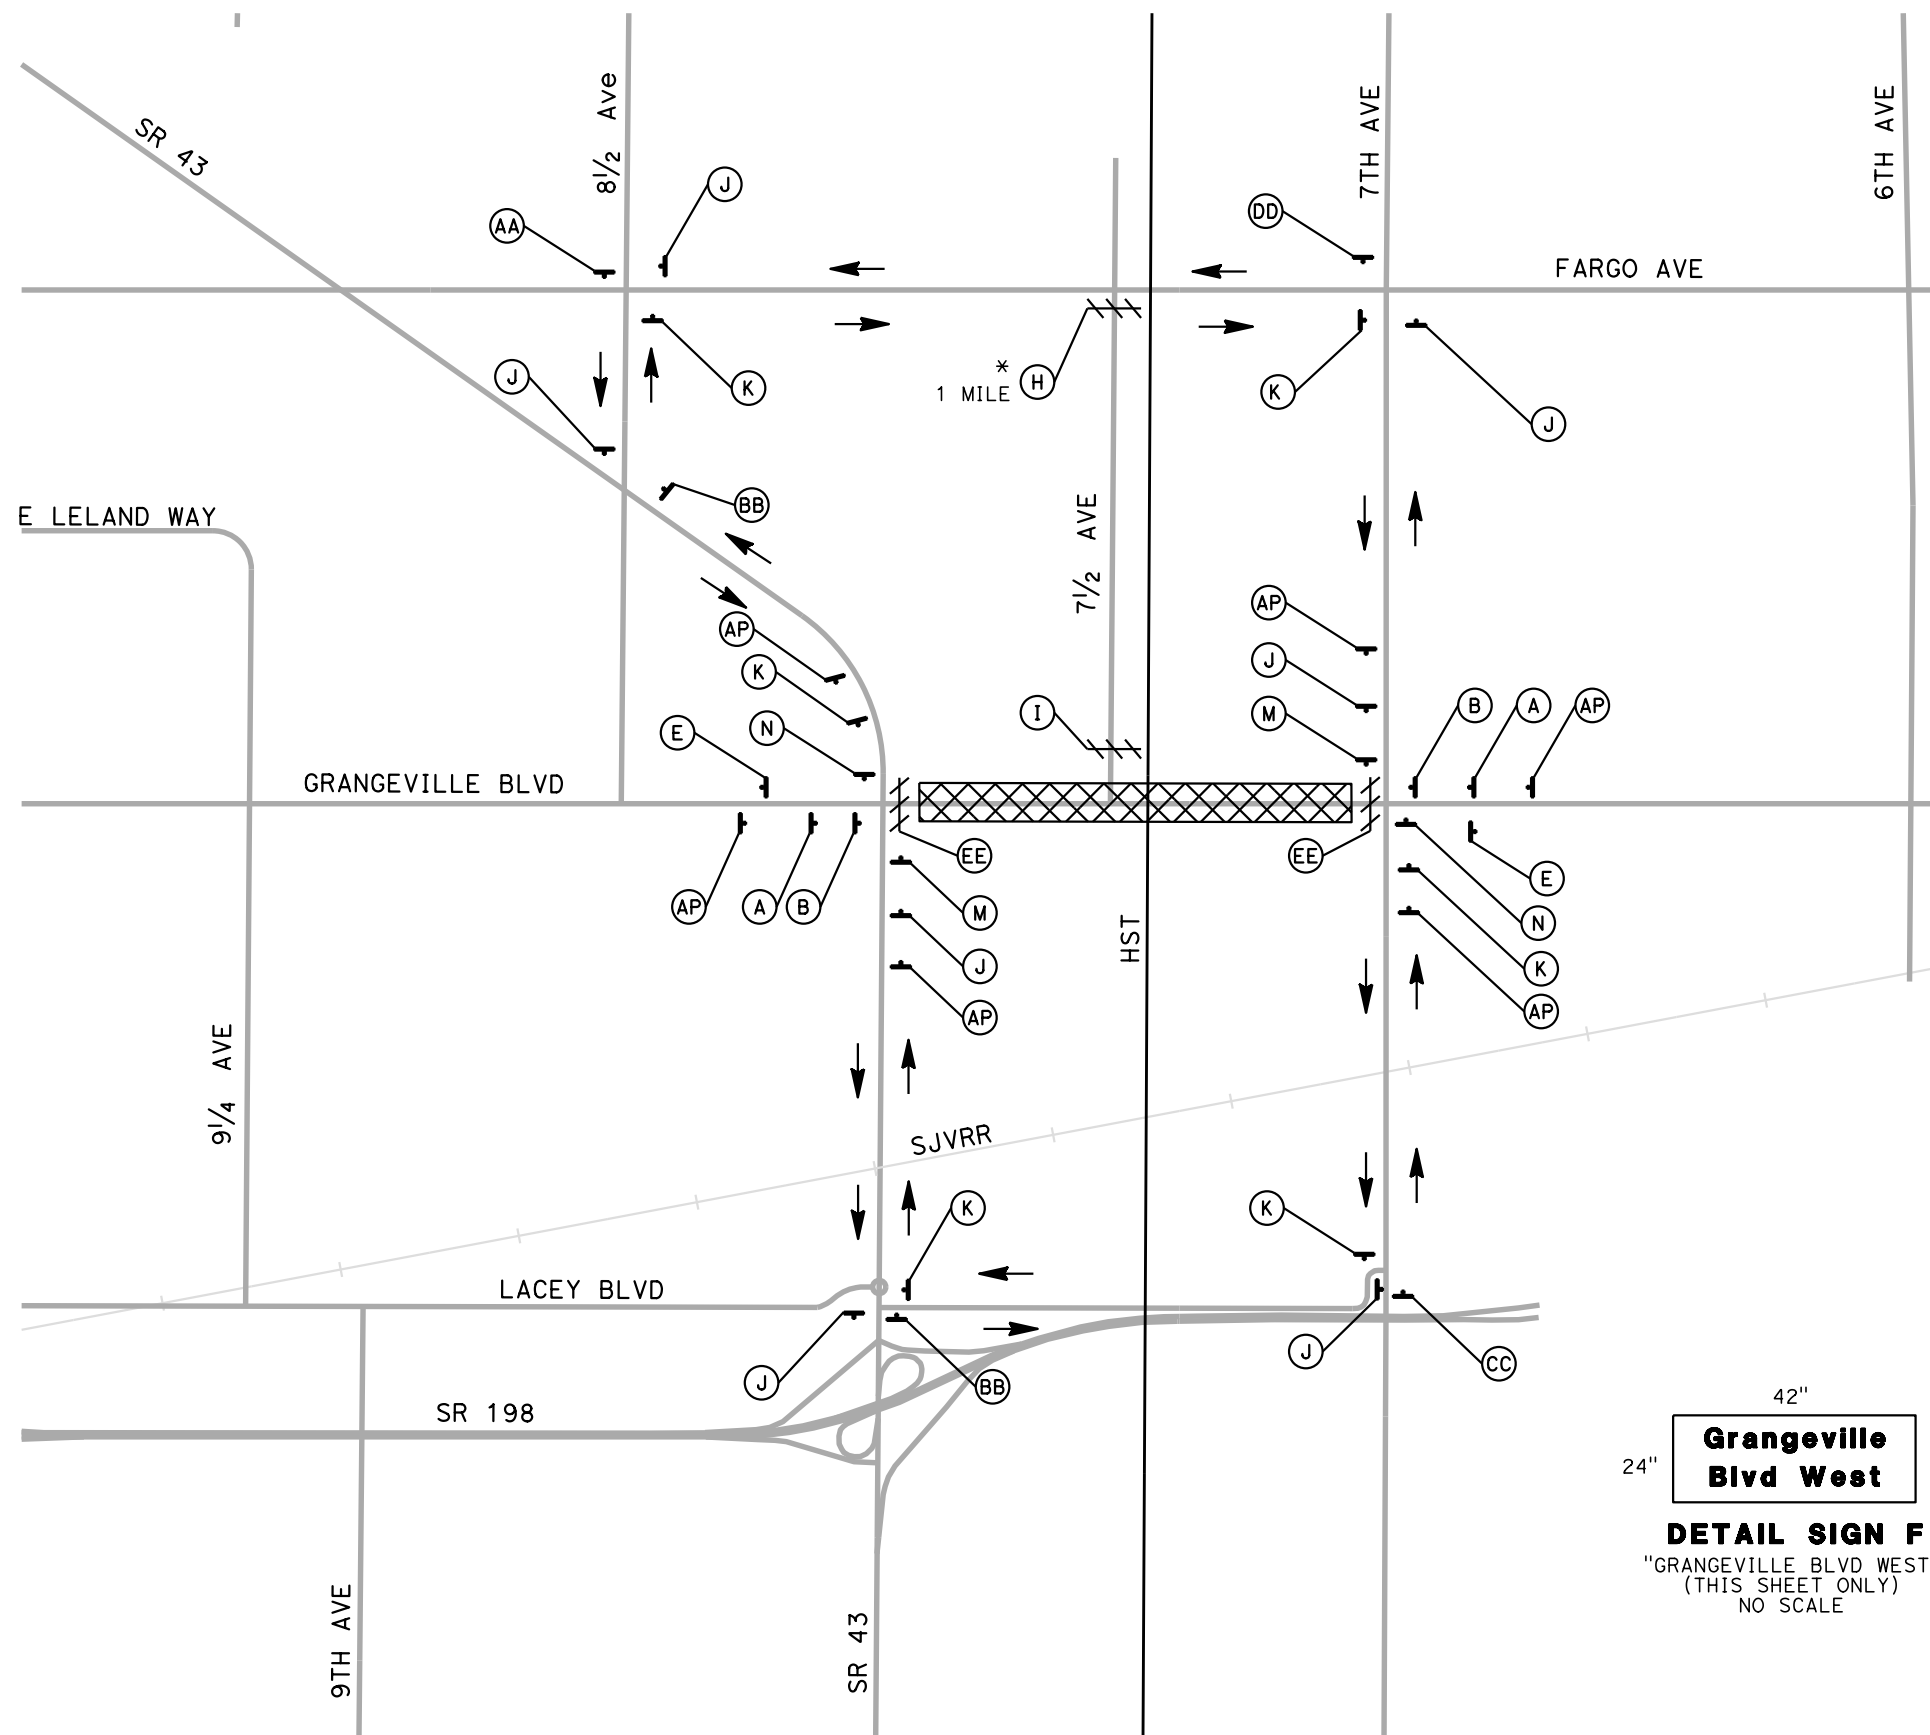 8½ Ave
7TH AVE
6TH AVE
SR 43
J
AA
DD
FARGO AVE
J
K
*
1 MILE
H
K
J
BB
E LELAND WAY
7½ AVE
AP
AP
K
J
E
N
I
M
B
A
AP
GRANGEVILLE BLVD
EE
EE
AP
A
B
M
E
N
HST
J
K
AP
AP
9¼ AVE
SJVRR
K
K
LACEY BLVD
J
BB
J
CC
SR 198
42"
24"
Grangeville
Blvd West
DETAIL SIGN F
"GRANGEVILLE BLVD WEST
(THIS SHEET ONLY)
NO SCALE
9TH AVE
SR 43